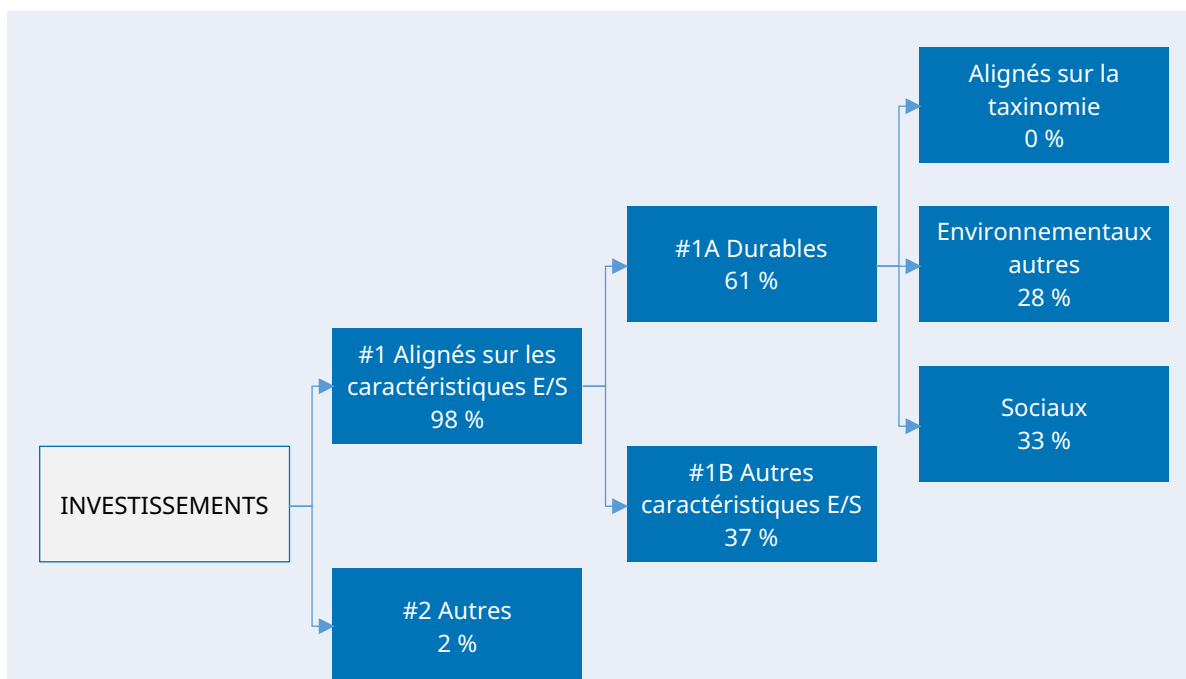 INVESTISSEMENTS
#1 Alignés sur les
caractéristiques E/S
98 %
#2 Autres
2 %
#1A Durables
61 %
#1B Autres
caractéristiques E/S
37 %
Alignés sur la
taxinomie
0 %
Environnementaux
autres
28 %
Sociaux
33 %